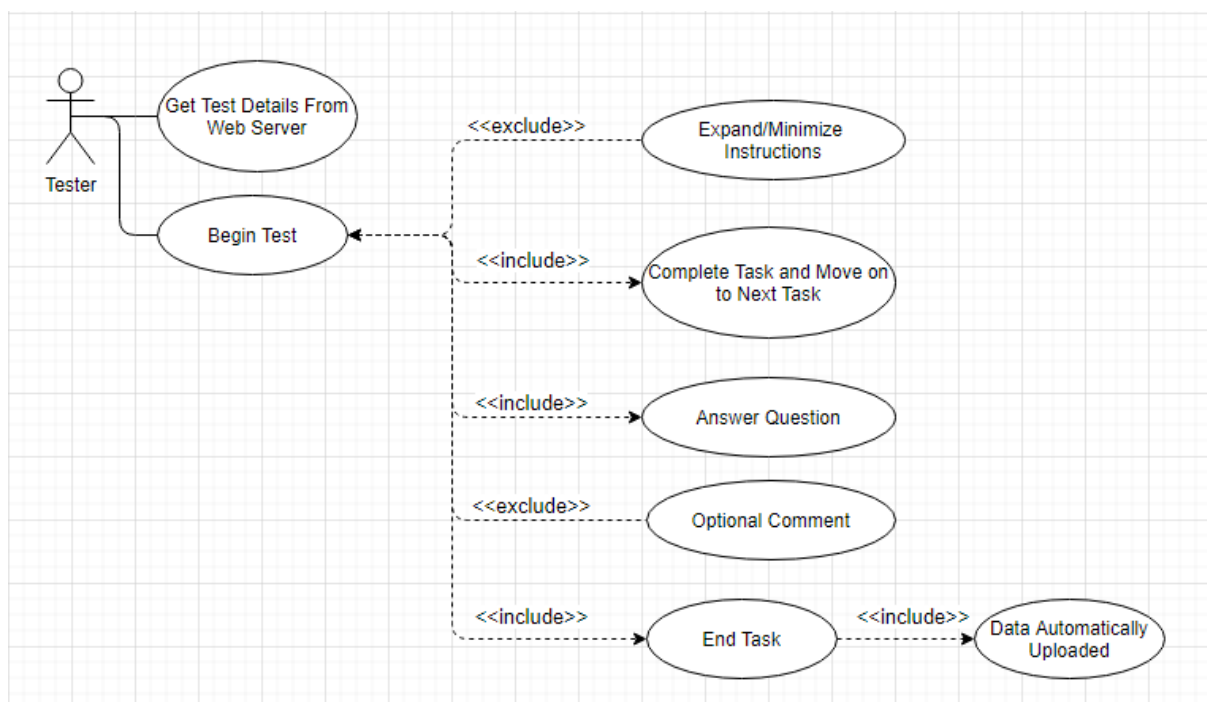 Get Test Details From
Web Server
Tester
Begin Test
<<exclude>>
Expand/Minimize
Instructions
<<include>>
Complete Task and Move on
to Next Task
<<include>>
Answer Question
<<exclude>>
Optional Comment
<<include>>
End Task
<<include>>
Data Automatically
Uploaded